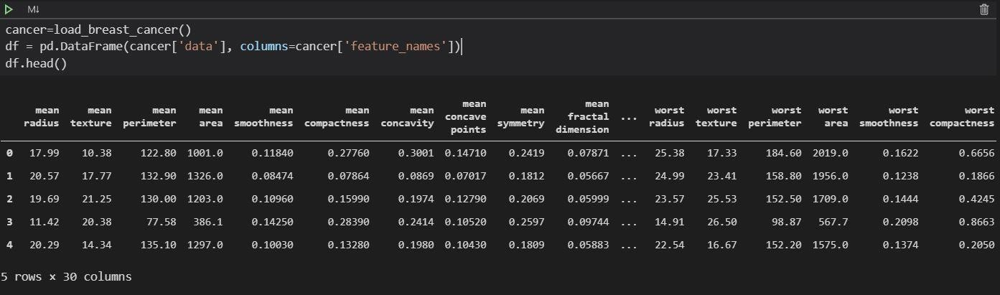 M↓
cancer=load_breast_cancer()
df = pd.DataFrame(cancer['data'], columns=cancer['feature_names'])
df.head()
mean radius mean texture mean perimeter mean area mean smoothness mean compactness mean concavity mean concave points mean symmetry mean fractal dimension ... worst radius worst texture worst perimeter worst area worst smoothness worst compactness
0 17.99 10.38 122.80 1001.0 0.11840 0.27760 0.3001 0.14710 0.2419 0.07871 ... 25.38 17.33 184.60 2019.0 0.1622 0.6656
1 20.57 17.77 132.90 1326.0 0.08474 0.07864 0.0869 0.07017 0.1812 0.05667 ... 24.99 23.41 158.80 1956.0 0.1238 0.1866
2 19.69 21.25 130.00 1203.0 0.10960 0.15990 0.1974 0.12790 0.2069 0.05999 ... 23.57 25.53 152.50 1709.0 0.1444 0.4245
3 11.42 20.38 77.58 386.1 0.14250 0.28390 0.2414 0.10520 0.2597 0.09744 ... 14.91 26.50 98.87 567.7 0.2098 0.8663
4 20.29 14.34 135.10 1297.0 0.10030 0.13280 0.1980 0.10430 0.1809 0.05883 ... 22.54 16.67 152.20 1575.0 0.1374 0.2050
5 rows × 30 columns